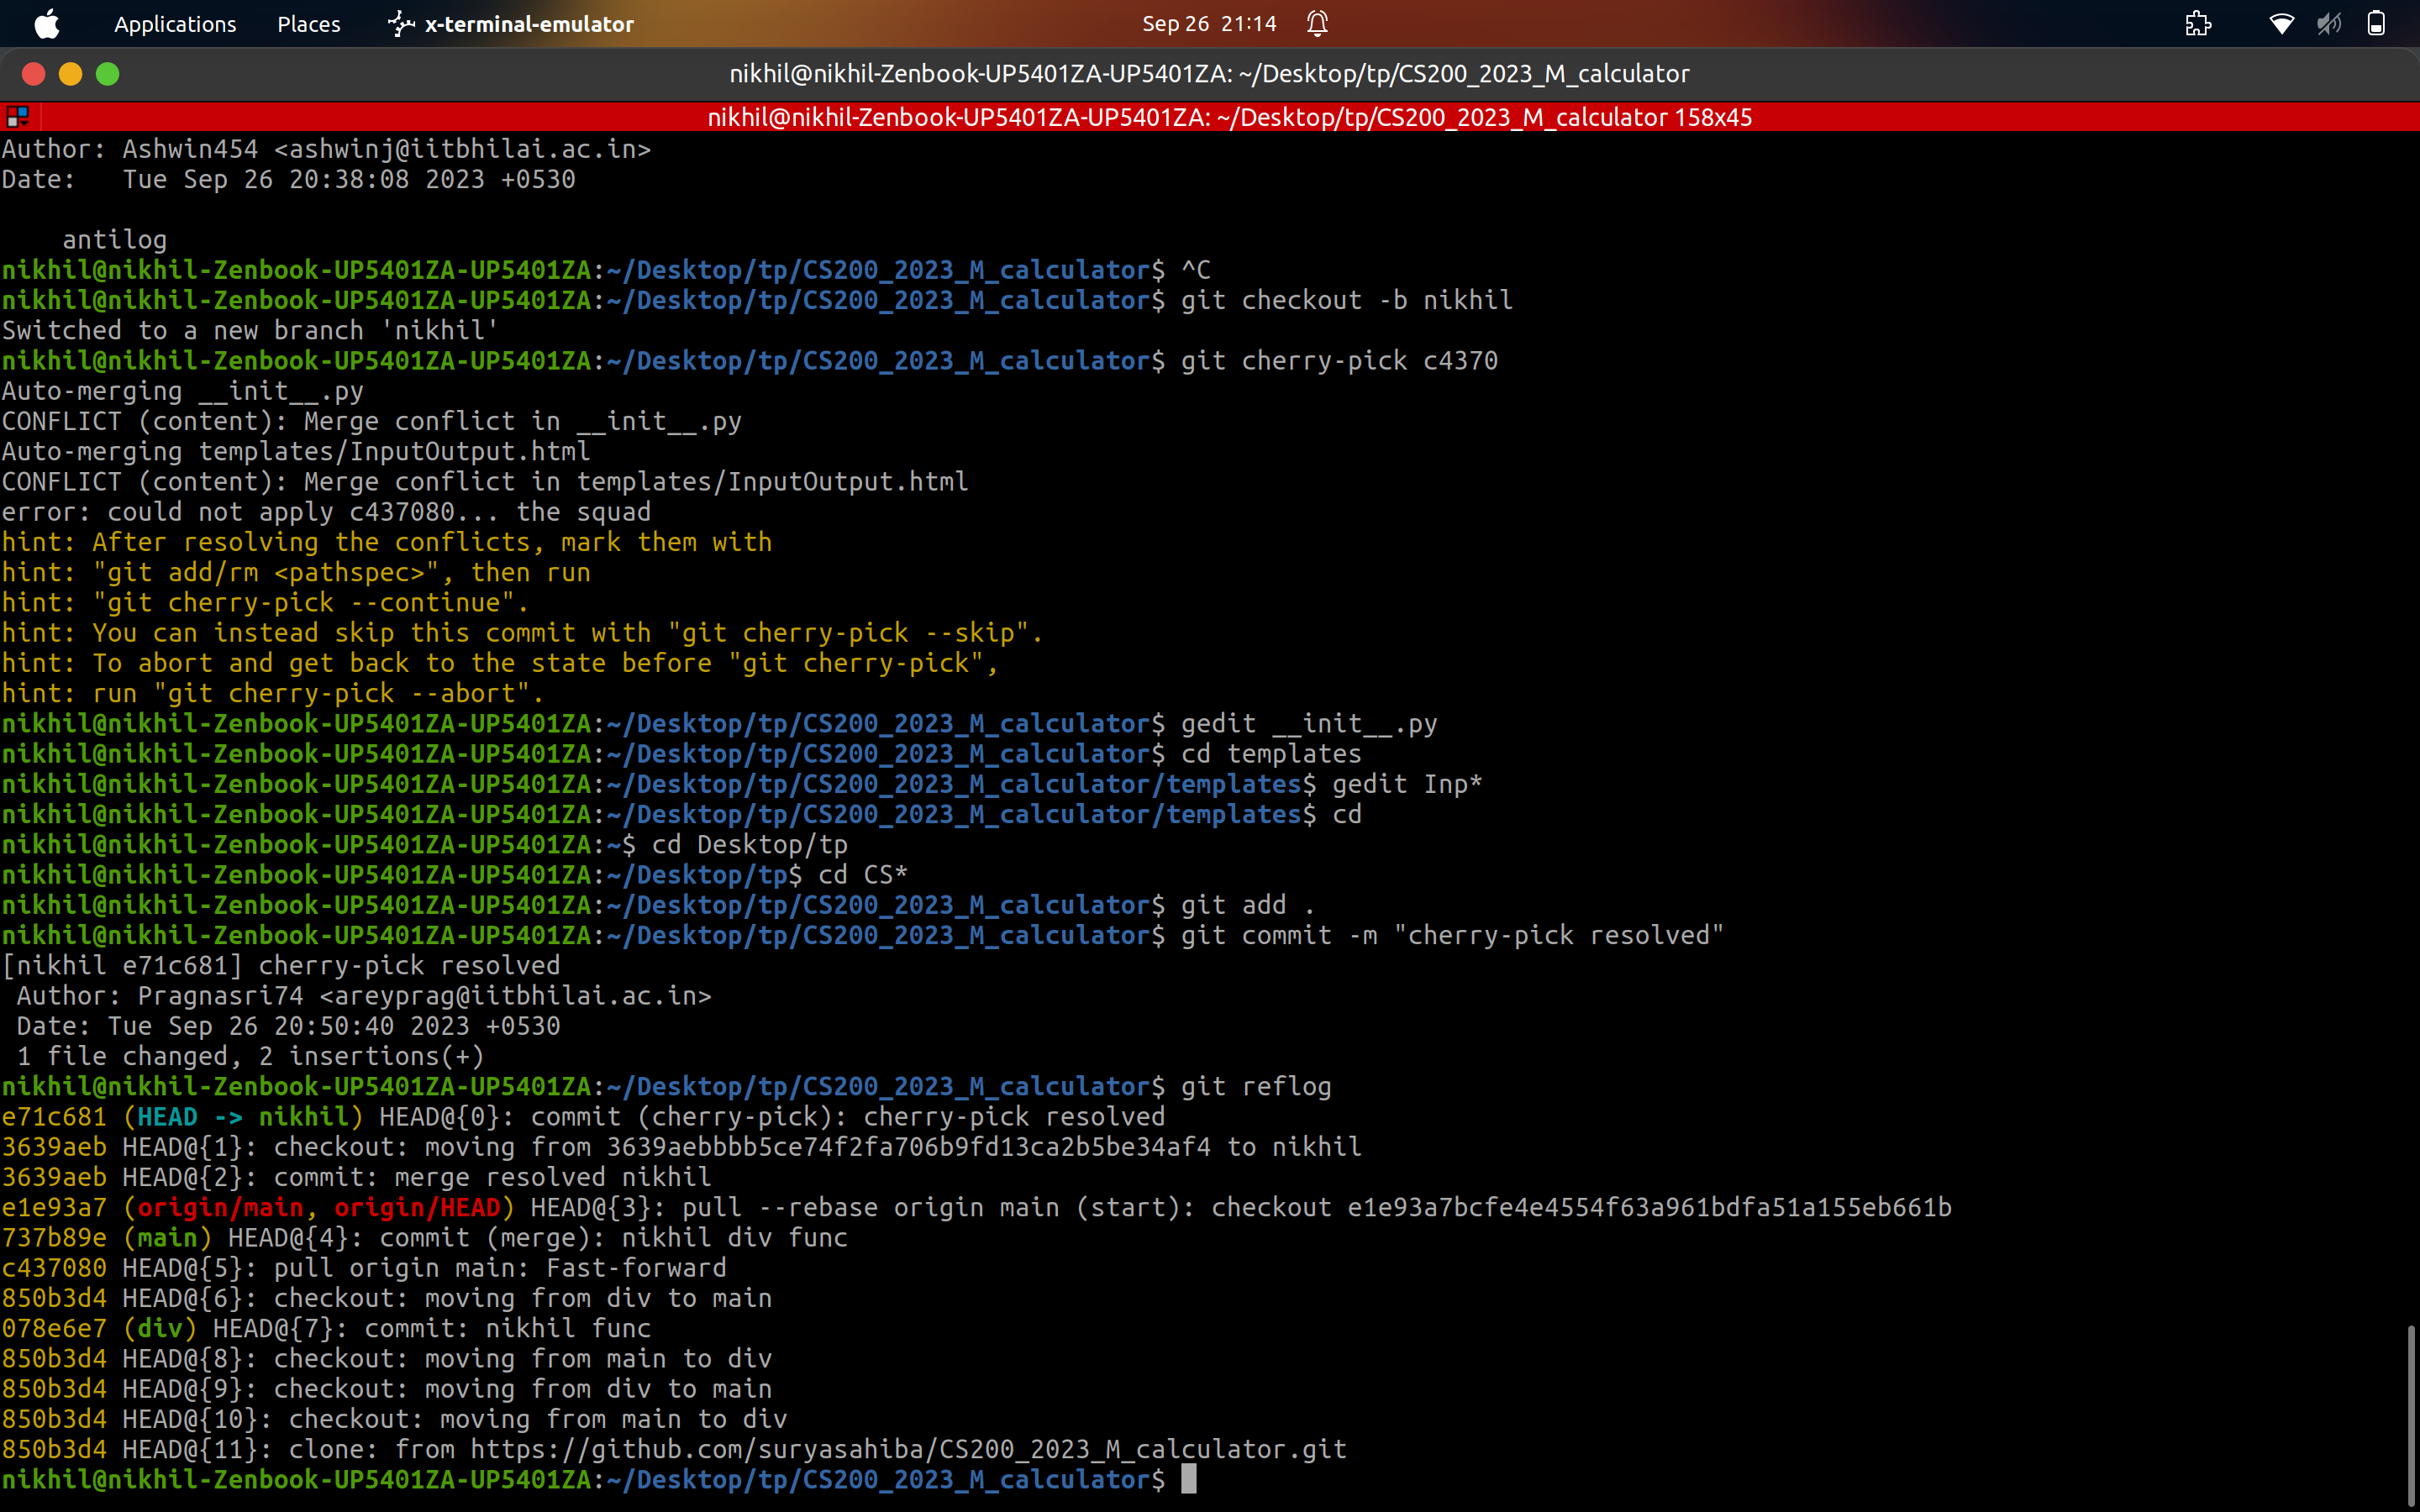 Applications Places x-terminal-emulator Sep 26 21:14
nikhil@nikhil-Zenbook-UP5401ZA-UP5401ZA: ~/Desktop/tp/CS200_2023_M_calculator
nikhil@nikhil-Zenbook-UP5401ZA-UP5401ZA: ~/Desktop/tp/CS200_2023_M_calculator 158x45
Author: Ashwin454 <ashwinj@iitbhilai.ac.in>
Date:   Tue Sep 26 20:38:08 2023 +0530
    antilog
nikhil@nikhil-Zenbook-UP5401ZA-UP5401ZA:~/Desktop/tp/CS200_2023_M_calculator$ ^C
nikhil@nikhil-Zenbook-UP5401ZA-UP5401ZA:~/Desktop/tp/CS200_2023_M_calculator$ git checkout -b nikhil
Switched to a new branch 'nikhil'
nikhil@nikhil-Zenbook-UP5401ZA-UP5401ZA:~/Desktop/tp/CS200_2023_M_calculator$ git cherry-pick c4370
Auto-merging __init__.py
CONFLICT (content): Merge conflict in __init__.py
Auto-merging templates/InputOutput.html
CONFLICT (content): Merge conflict in templates/InputOutput.html
error: could not apply c437080... the squad
hint: After resolving the conflicts, mark them with
hint: "git add/rm <pathspec>", then run
hint: "git cherry-pick --continue".
hint: You can instead skip this commit with "git cherry-pick --skip".
hint: To abort and get back to the state before "git cherry-pick",
hint: run "git cherry-pick --abort".
nikhil@nikhil-Zenbook-UP5401ZA-UP5401ZA:~/Desktop/tp/CS200_2023_M_calculator$ gedit __init__.py
nikhil@nikhil-Zenbook-UP5401ZA-UP5401ZA:~/Desktop/tp/CS200_2023_M_calculator$ cd templates
nikhil@nikhil-Zenbook-UP5401ZA-UP5401ZA:~/Desktop/tp/CS200_2023_M_calculator/templates$ gedit Inp*
nikhil@nikhil-Zenbook-UP5401ZA-UP5401ZA:~/Desktop/tp/CS200_2023_M_calculator/templates$ cd
nikhil@nikhil-Zenbook-UP5401ZA-UP5401ZA:~$ cd Desktop/tp
nikhil@nikhil-Zenbook-UP5401ZA-UP5401ZA:~/Desktop/tp$ cd CS*
nikhil@nikhil-Zenbook-UP5401ZA-UP5401ZA:~/Desktop/tp/CS200_2023_M_calculator$ git add .
nikhil@nikhil-Zenbook-UP5401ZA-UP5401ZA:~/Desktop/tp/CS200_2023_M_calculator$ git commit -m "cherry-pick resolved"
[nikhil e71c681] cherry-pick resolved
 Author: Pragnasri74 <areyprag@iitbhilai.ac.in>
 Date: Tue Sep 26 20:50:40 2023 +0530
 1 file changed, 2 insertions(+)
nikhil@nikhil-Zenbook-UP5401ZA-UP5401ZA:~/Desktop/tp/CS200_2023_M_calculator$ git reflog
e71c681 (HEAD -> nikhil) HEAD@{0}: commit (cherry-pick): cherry-pick resolved
3639aeb HEAD@{1}: checkout: moving from 3639aebbbb5ce74f2fa706b9fd13ca2b5be34af4 to nikhil
3639aeb HEAD@{2}: commit: merge resolved nikhil
e1e93a7 (origin/main, origin/HEAD) HEAD@{3}: pull --rebase origin main (start): checkout e1e93a7bcfe4e4554f63a961bdfa51a155eb661b
737b89e (main) HEAD@{4}: commit (merge): nikhil div func
c437080 HEAD@{5}: pull origin main: Fast-forward
850b3d4 HEAD@{6}: checkout: moving from div to main
078e6e7 (div) HEAD@{7}: commit: nikhil func
850b3d4 HEAD@{8}: checkout: moving from main to div
850b3d4 HEAD@{9}: checkout: moving from div to main
850b3d4 HEAD@{10}: checkout: moving from main to div
850b3d4 HEAD@{11}: clone: from https://github.com/suryasahiba/CS200_2023_M_calculator.git
nikhil@nikhil-Zenbook-UP5401ZA-UP5401ZA:~/Desktop/tp/CS200_2023_M_calculator$